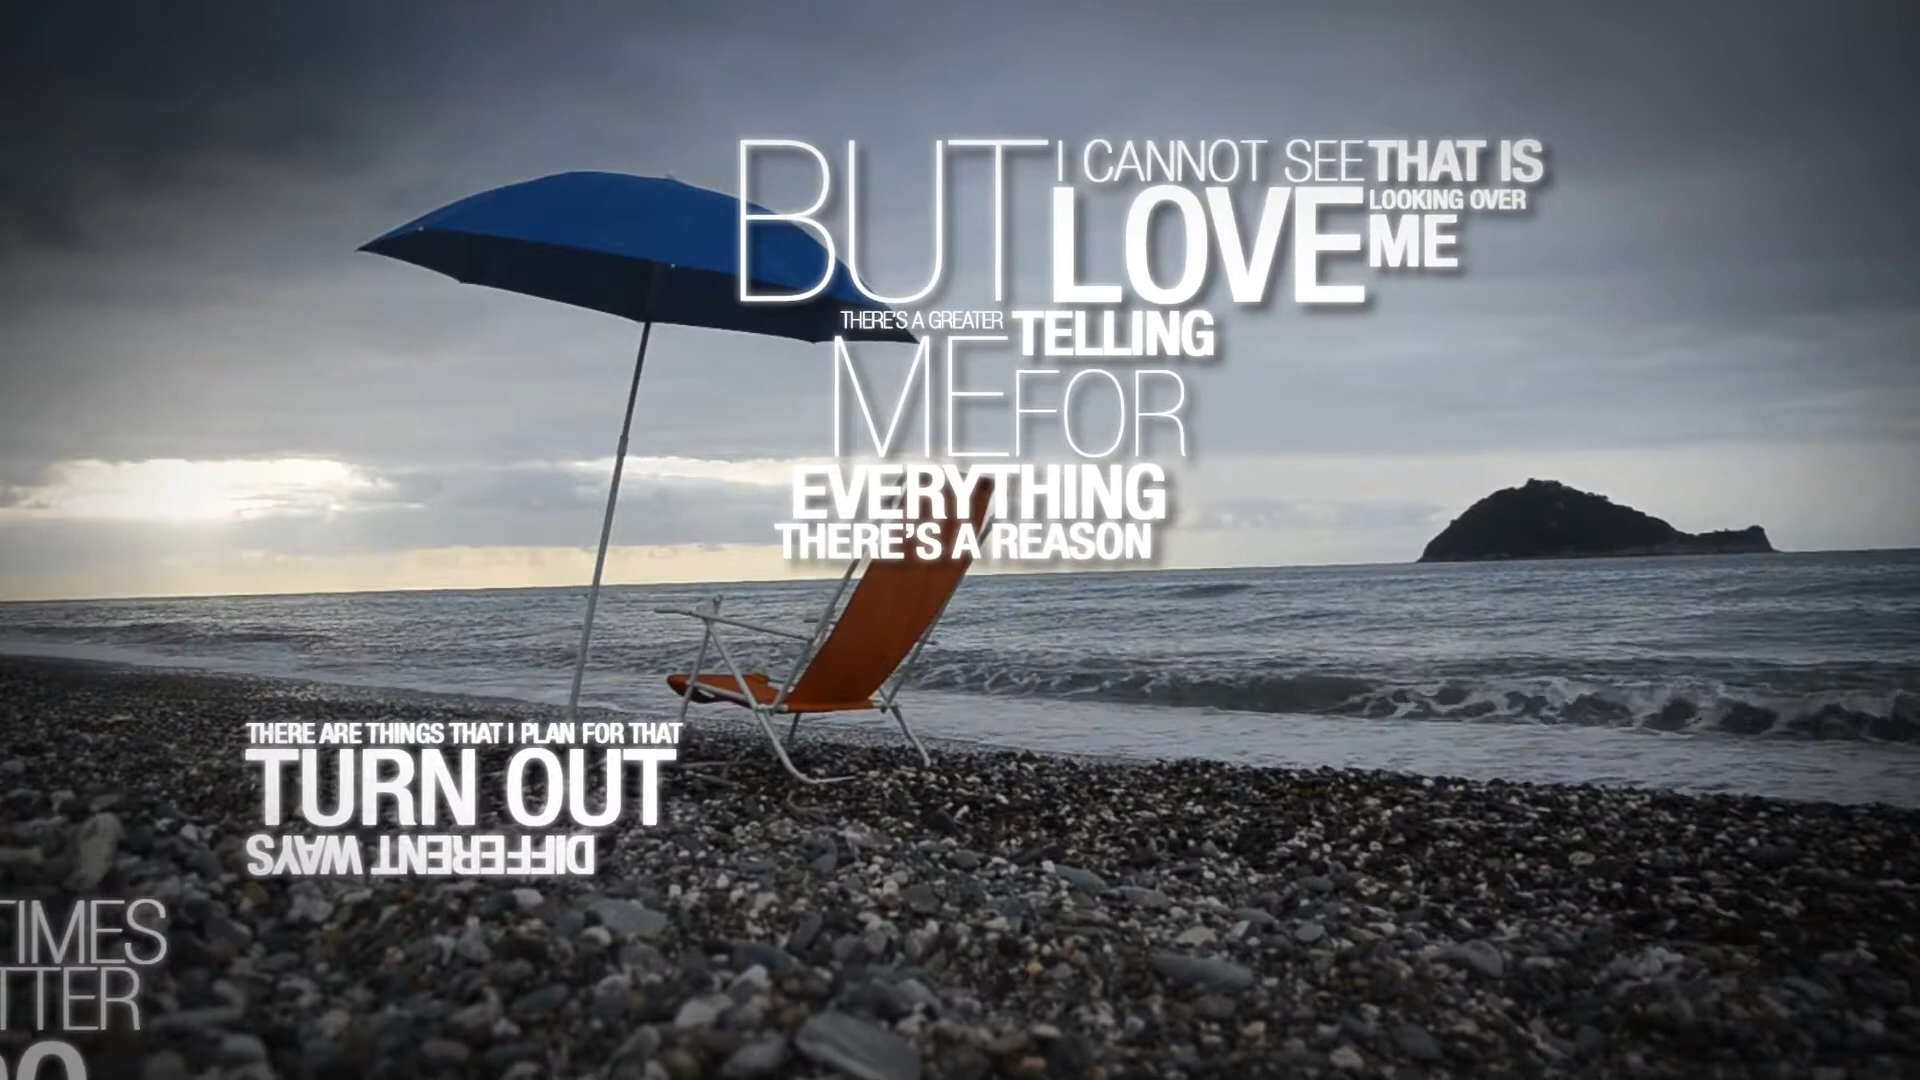 BUT I CANNOT SEE THAT IS
LOVE LOOKING OVER
ME
THERE'S A GREATER TELLING
ME FOR
EVERYTHING
THERE'S A REASON
THERE ARE THINGS THAT I PLAN FOR THAT
TURN OUT
DIFFERENT WAYS
TIMES